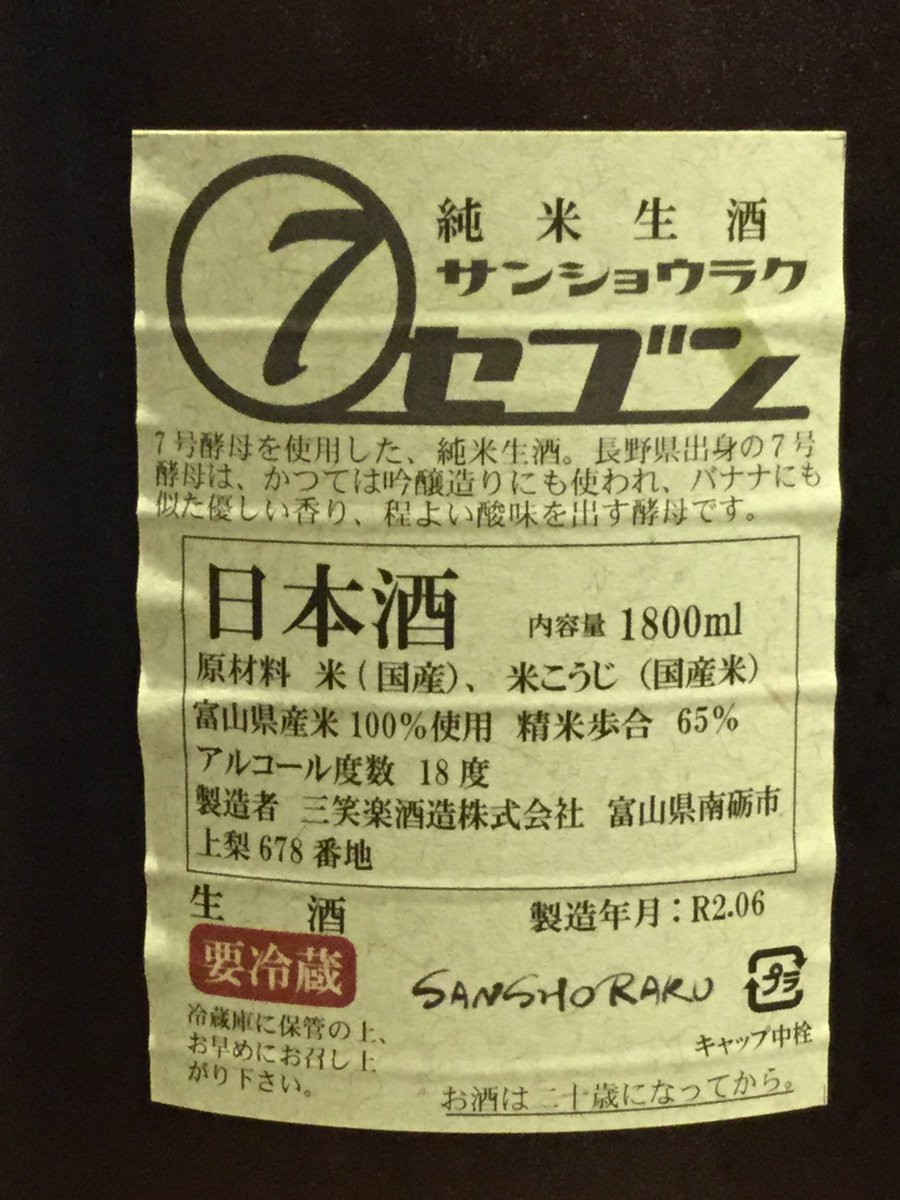 7
純米生酒
サンショウラク
セブン
7号酵母を使用した、純米生酒。長野県出身の7号
酵母は、かつては吟醸造りにも使われ、バナナにも
似た優しい香り、程よい酸味を出す酵母です。
日本酒 内容量 1800ml
原材料 米(国産)、米こうじ(国産米)
富山県産米100%使用 精米歩合 65%
アルコール度数 18度
製造者 三笑楽酒造株式会社 富山県南砺市
上梨678番地
生酒 製造年月:R2.06
要冷蔵
SANSHORAKU
プラ
キャップ中栓
冷蔵庫に保管の上、
お早めにお召し上
がり下さい。
お酒は二十歳になってから。